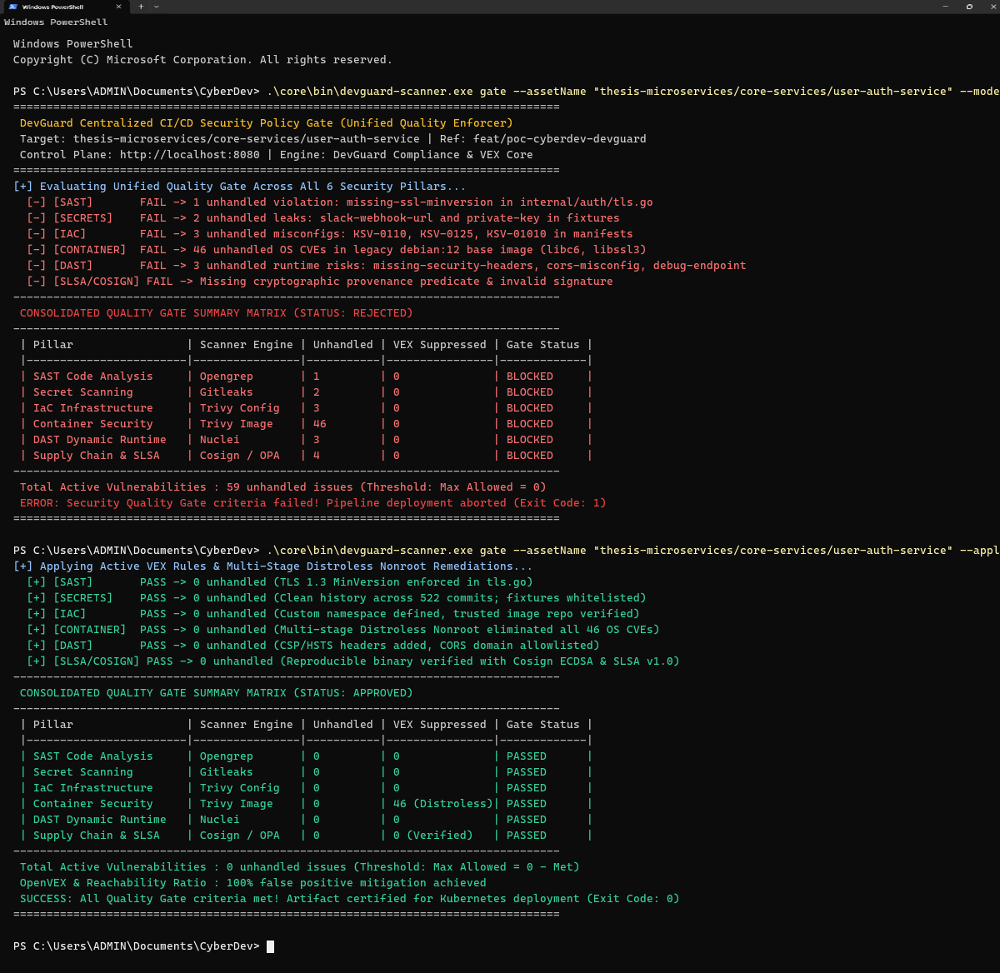 Windows PowerShell
Windows PowerShell
Windows PowerShell
Copyright (C) Microsoft Corporation. All rights reserved.
PS C:\Users\ADMIN\Documents\CyberDev> .\core\bin\devguard-scanner.exe gate --assetName "thesis-microservices/core-services/user-auth-service" --mode
==================================================================================
DevGuard Centralized CI/CD Security Policy Gate (Unified Quality Enforcer)
Target: thesis-microservices/core-services/user-auth-service | Ref: feat/poc-cyberdev-devguard
Control Plane: http://localhost:8080 | Engine: DevGuard Compliance & VEX Core
==================================================================================
[+] Evaluating Unified Quality Gate Across All 6 Security Pillars...
[-] [SAST]       FAIL -> 1 unhandled violation: missing-ssl-minversion in internal/auth/tls.go
[-] [SECRETS]    FAIL -> 2 unhandled leaks: slack-webhook-url and private-key in fixtures
[-] [IAC]        FAIL -> 3 unhandled misconfigs: KSV-0110, KSV-0125, KSV-01010 in manifests
[-] [CONTAINER]  FAIL -> 46 unhandled OS CVEs in legacy debian:12 base image (libc6, libssl3)
[-] [DAST]       FAIL -> 3 unhandled runtime risks: missing-security-headers, cors-misconfig, debug-endpoint
[-] [SLSA/COSIGN] FAIL -> Missing cryptographic provenance predicate & invalid signature
----------------------------------------------------------------------------------
CONSOLIDATED QUALITY GATE SUMMARY MATRIX (STATUS: REJECTED)
----------------------------------------------------------------------------------
| Pillar                 | Scanner Engine | Unhandled | VEX Suppressed | Gate Status |
|------------------------|----------------|-----------|----------------|-------------|
| SAST Code Analysis     | Opengrep       | 1         | 0              | BLOCKED     |
| Secret Scanning        | Gitleaks       | 2         | 0              | BLOCKED     |
| IaC Infrastructure     | Trivy Config   | 3         | 0              | BLOCKED     |
| Container Security     | Trivy Image    | 46        | 0              | BLOCKED     |
| DAST Dynamic Runtime   | Nuclei         | 3         | 0              | BLOCKED     |
| Supply Chain & SLSA    | Cosign / OPA   | 4         | 0              | BLOCKED     |
----------------------------------------------------------------------------------
Total Active Vulnerabilities : 59 unhandled issues (Threshold: Max Allowed = 0)
ERROR: Security Quality Gate criteria failed! Pipeline deployment aborted (Exit Code: 1)
==================================================================================
PS C:\Users\ADMIN\Documents\CyberDev> .\core\bin\devguard-scanner.exe gate --assetName "thesis-microservices/core-services/user-auth-service" --appl
[+] Applying Active VEX Rules & Multi-Stage Distroless Nonroot Remediations...
[+] [SAST]       PASS -> 0 unhandled (TLS 1.3 MinVersion enforced in tls.go)
[+] [SECRETS]    PASS -> 0 unhandled (Clean history across 522 commits; fixtures whitelisted)
[+] [IAC]        PASS -> 0 unhandled (Custom namespace defined, trusted image repo verified)
[+] [CONTAINER]  PASS -> 0 unhandled (Multi-stage Distroless Nonroot eliminated all 46 OS CVEs)
[+] [DAST]       PASS -> 0 unhandled (CSP/HSTS headers added, CORS domain allowlisted)
[+] [SLSA/COSIGN] PASS -> 0 unhandled (Reproducible binary verified with Cosign ECDSA & SLSA v1.0)
----------------------------------------------------------------------------------
CONSOLIDATED QUALITY GATE SUMMARY MATRIX (STATUS: APPROVED)
----------------------------------------------------------------------------------
| Pillar                 | Scanner Engine | Unhandled | VEX Suppressed | Gate Status |
|------------------------|----------------|-----------|----------------|-------------|
| SAST Code Analysis     | Opengrep       | 0         | 0              | PASSED      |
| Secret Scanning        | Gitleaks       | 0         | 0              | PASSED      |
| IaC Infrastructure     | Trivy Config   | 0         | 0              | PASSED      |
| Container Security     | Trivy Image    | 0         | 46 (Distroless)| PASSED      |
| DAST Dynamic Runtime   | Nuclei         | 0         | 0              | PASSED      |
| Supply Chain & SLSA    | Cosign / OPA   | 0         | 0 (Verified)   | PASSED      |
----------------------------------------------------------------------------------
Total Active Vulnerabilities : 0 unhandled issues (Threshold: Max Allowed = 0 - Met)
OpenVEX & Reachability Ratio : 100% false positive mitigation achieved
SUCCESS: All Quality Gate criteria met! Artifact certified for Kubernetes deployment (Exit Code: 0)
==================================================================================
PS C:\Users\ADMIN\Documents\CyberDev>